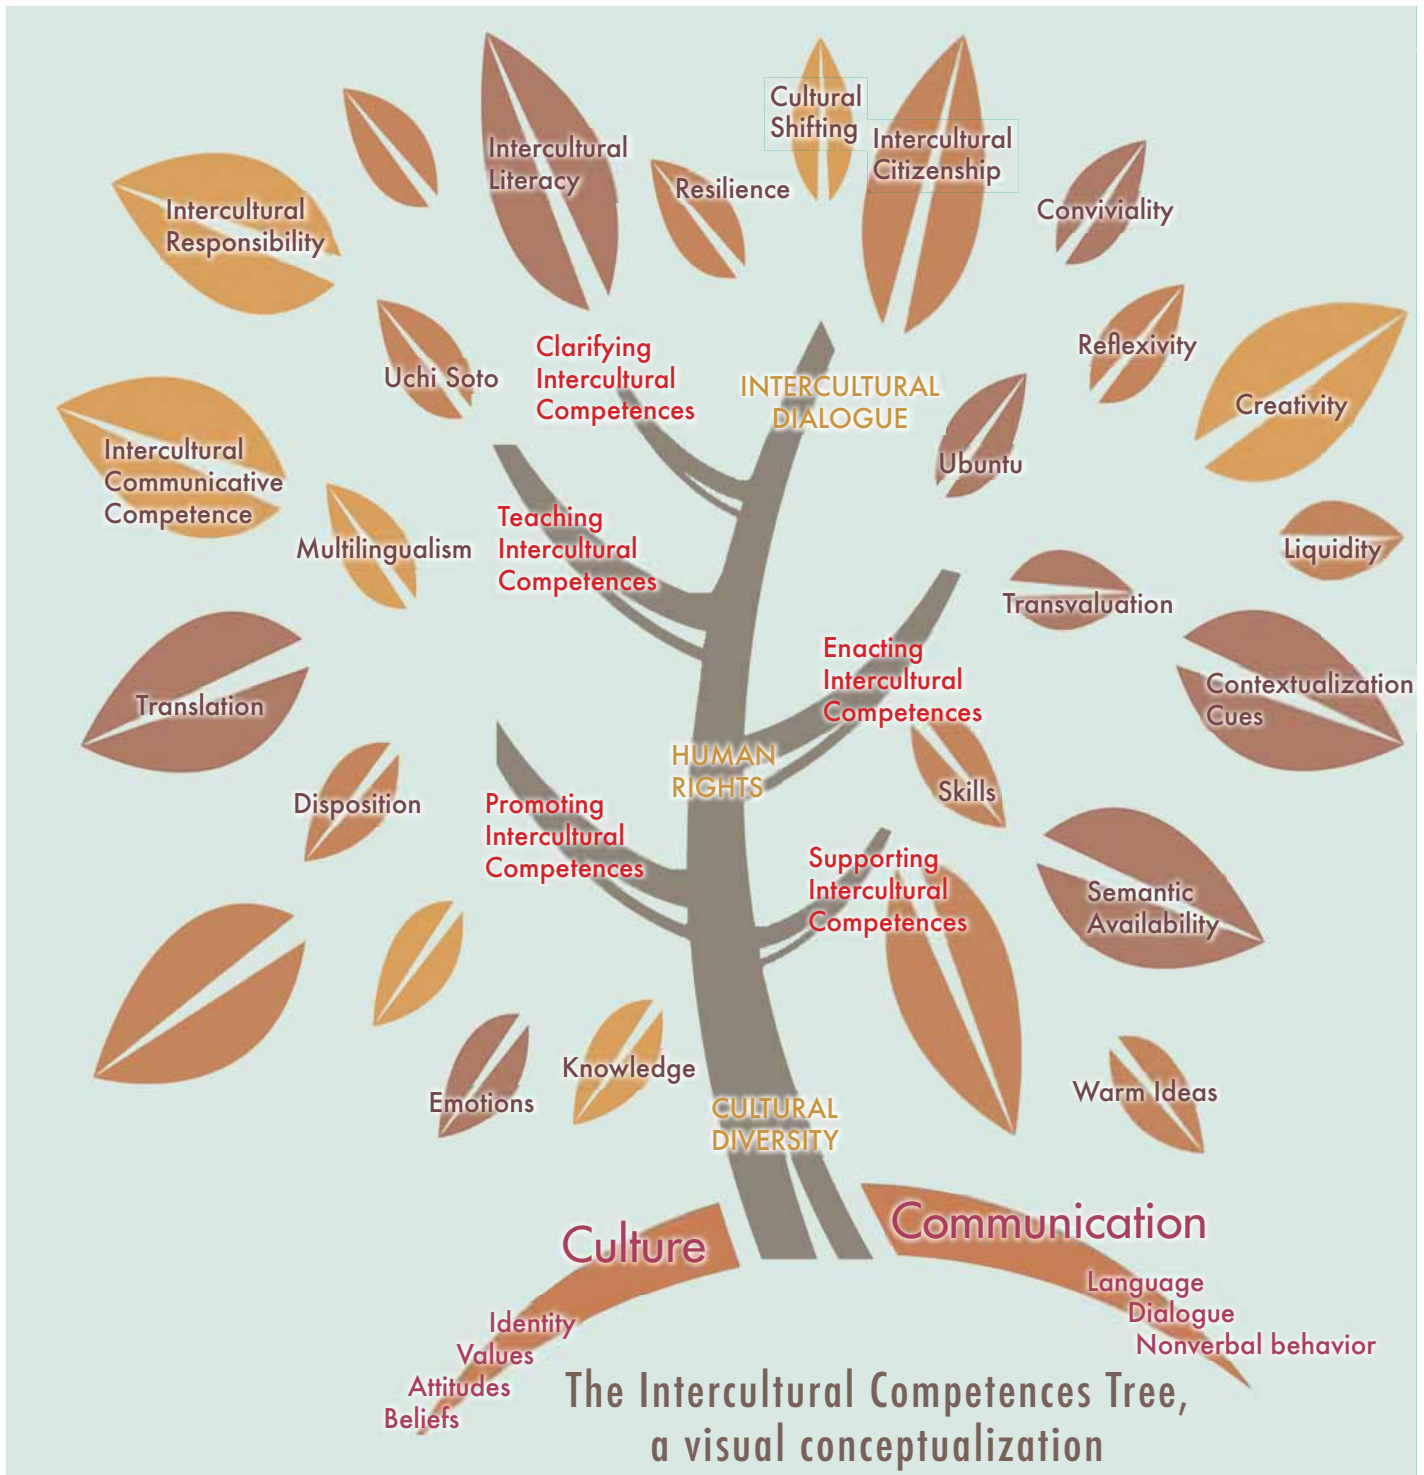 Cultural
Shifting
Intercultural
Literacy
Intercultural
Citizenship
Resilience
Conviviality
Intercultural
Responsibility
Uchi Soto
Clarifying
Intercultural
Competences
INTERCULTURAL
DIALOGUE
Reflexivity
Creativity
Intercultural
Communicative
Competence
Ubuntu
Multilingualism
Teaching
Intercultural
Competences
Liquidity
Transvaluation
Enacting
Intercultural
Competences
Translation
Contextualization
Cues
HUMAN
RIGHTS
Skills
Disposition
Promoting
Intercultural
Competences
Supporting
Intercultural
Competences
Semantic
Availability
Knowledge
Emotions
Warm Ideas
CULTURAL
DIVERSITY
Culture
Identity
Values
Attitudes
Beliefs
Communication
Language
Dialogue
Nonverbal behavior
The Intercultural Competences Tree,
a visual conceptualization